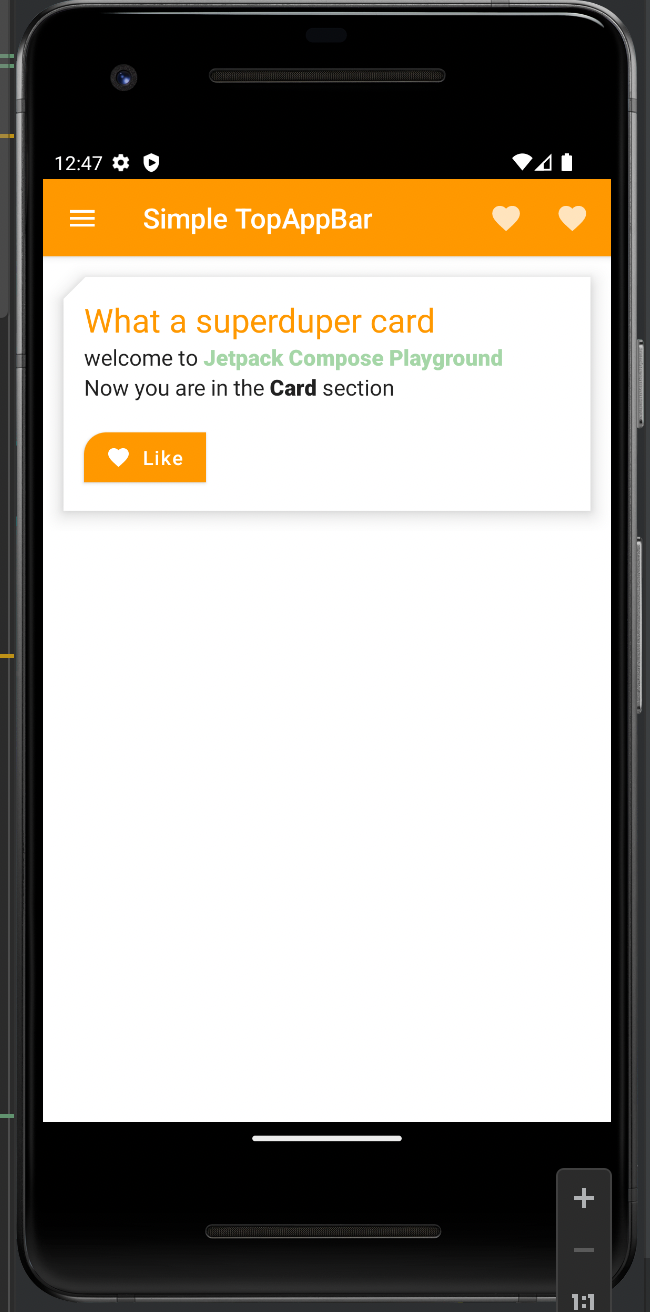 12:47
Simple TopAppBar
What a superduper card
welcome to Jetpack Compose Playground
Now you are in the Card section
Like
1:1